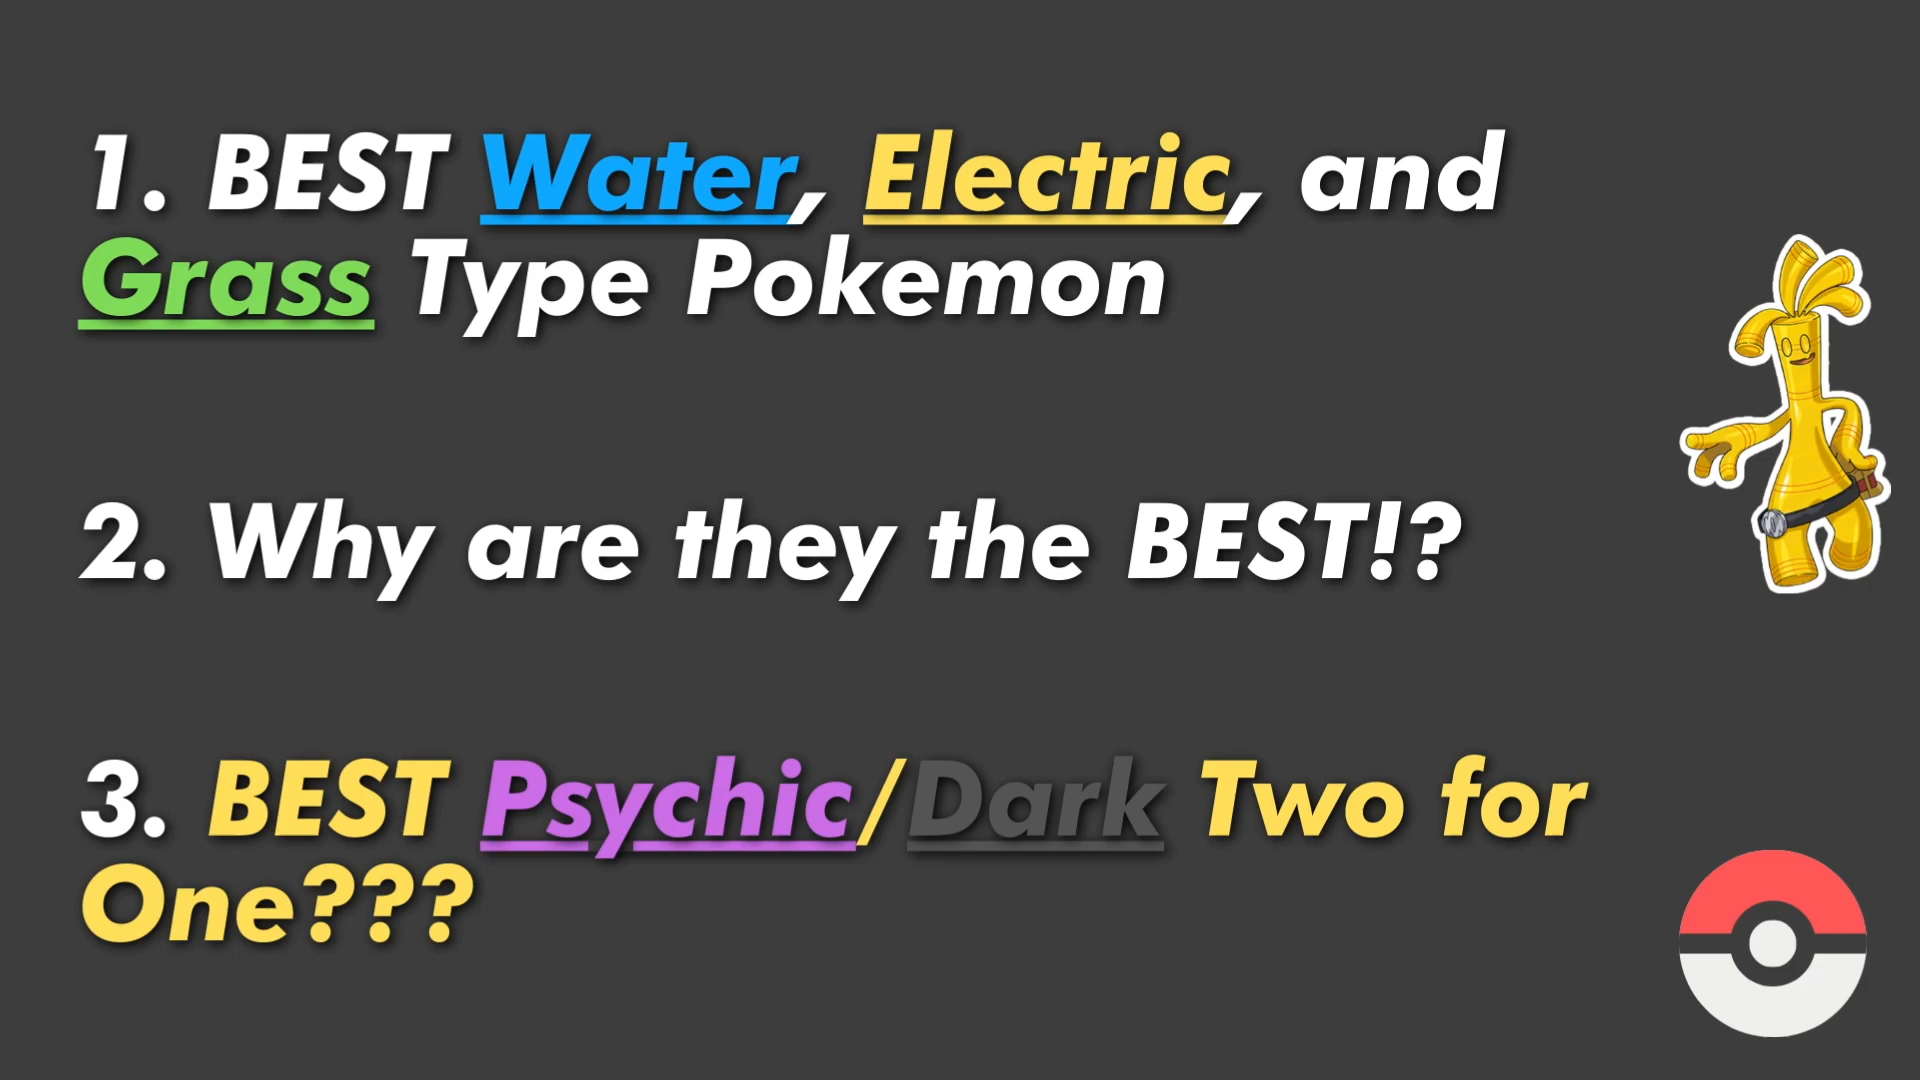 1. BEST Water, Electric, and
Grass Type Pokemon
2. Why are they the BEST!?
3. BEST Psychic/Dark Two for
One???